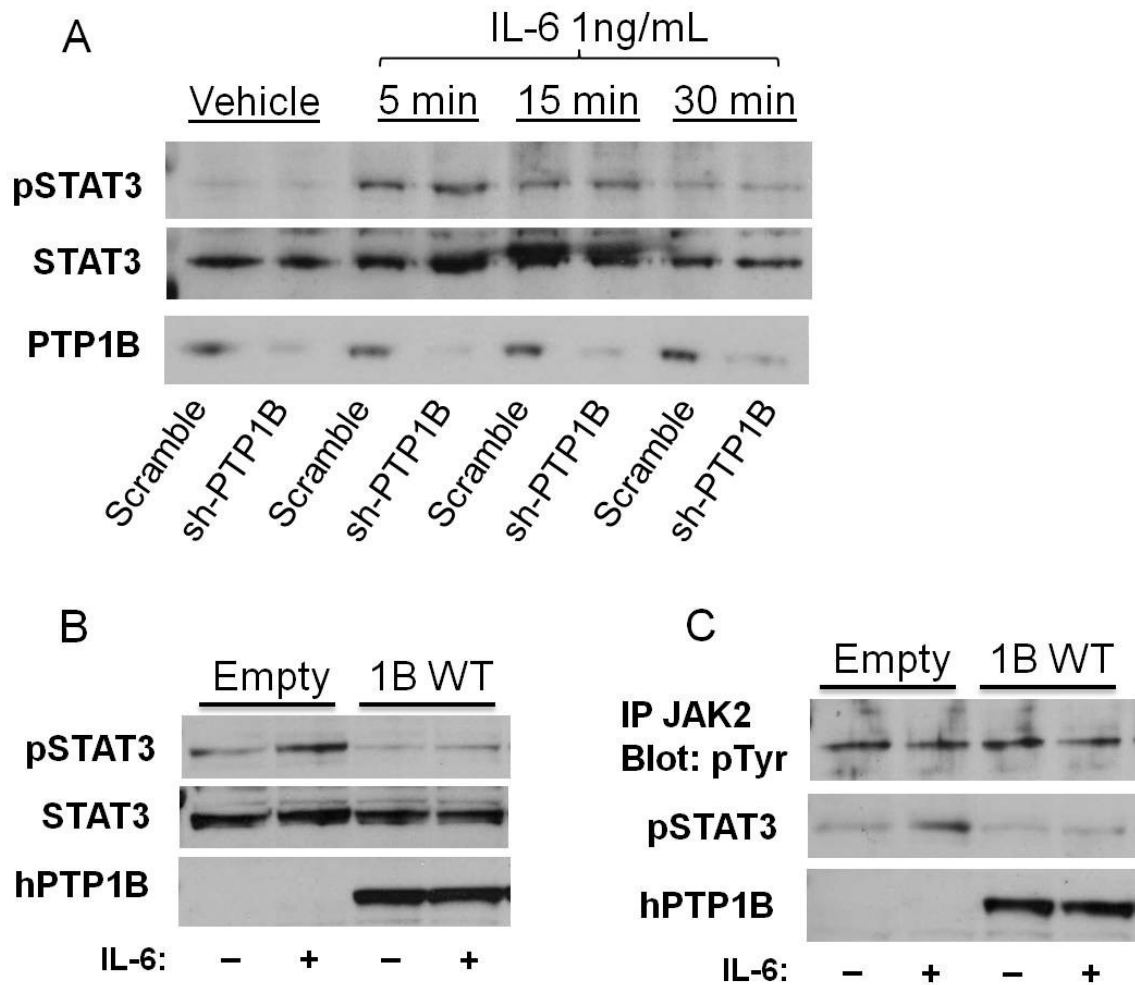 A
IL-6 1ng/mL
Vehicle 5 min 15 min 30 min
pSTAT3
STAT3
PTP1B
Scramble sh-PTP1B Scramble sh-PTP1B Scramble sh-PTP1B Scramble sh-PTP1B
B
Empty 1B WT
pSTAT3
STAT3
hPTP1B
IL-6: – + – +
C
Empty 1B WT
IP JAK2
Blot: pTyr
pSTAT3
hPTP1B
IL-6: – + – +